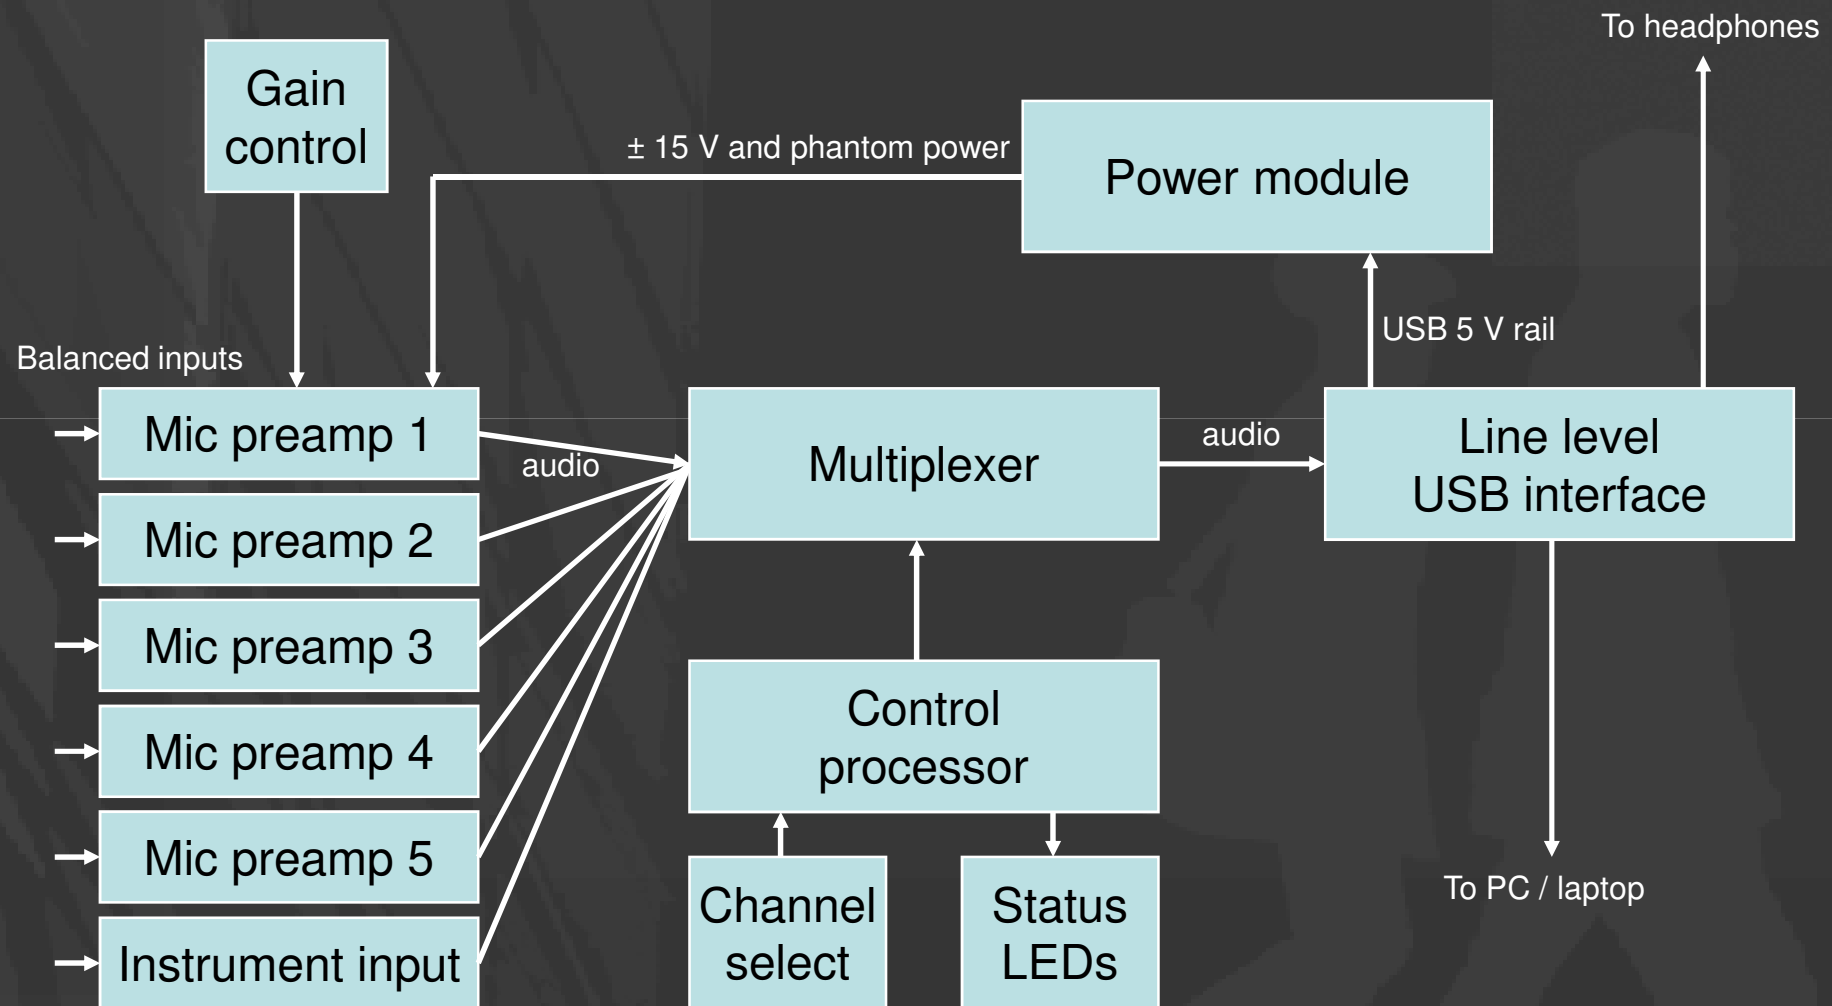 To headphones
Gain
control
± 15 V and phantom power
Power module
USB 5 V rail
Balanced inputs
Mic preamp 1
audio
Mic preamp 2
Mic preamp 3
Mic preamp 4
Mic preamp 5
Instrument input
Multiplexer
audio
Line level
USB interface
Control
processor
Channel
select
Status
LEDs
To PC / laptop